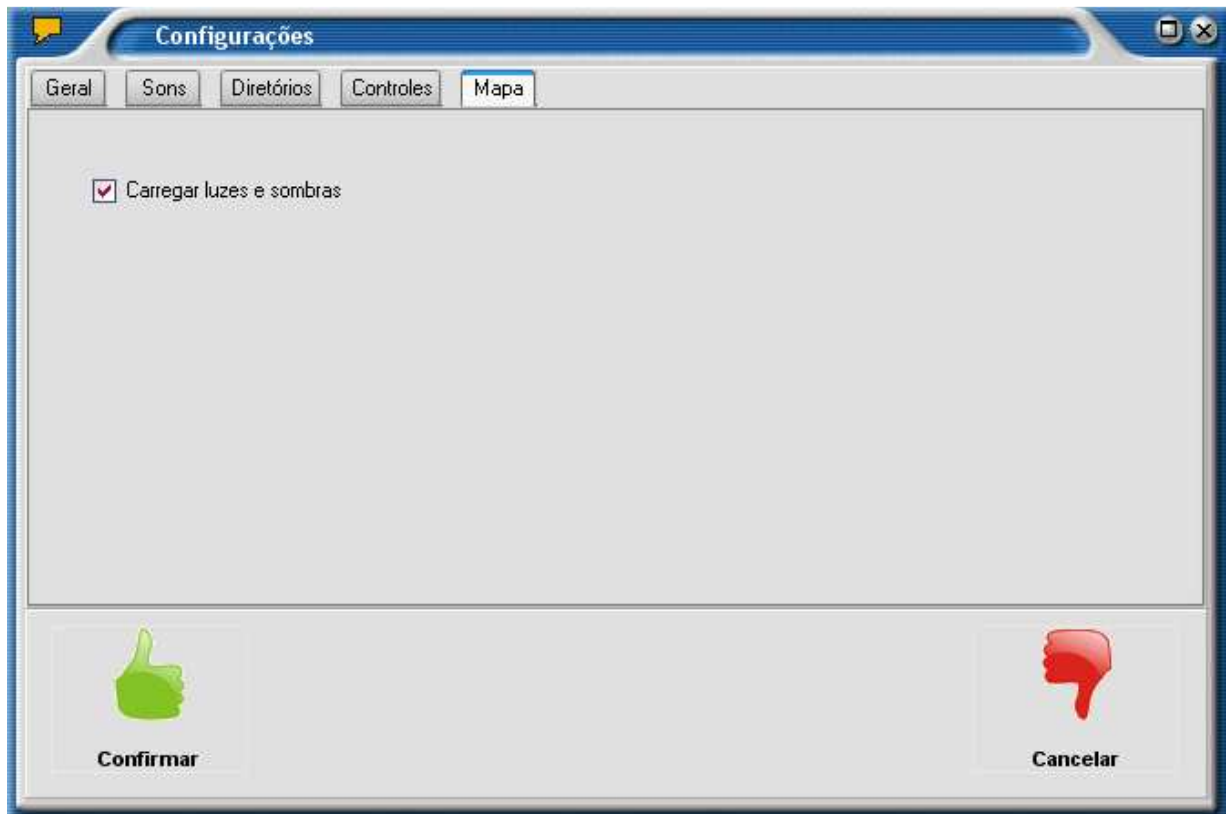 Configurações
Geral Sons Diretórios Controles Mapa
Carregar luzes e sombras
Confirmar Cancelar